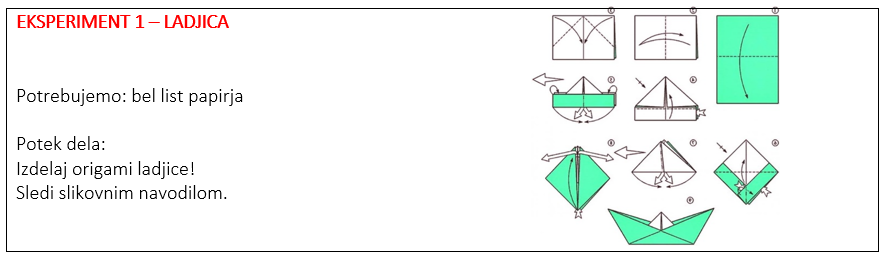 EKSPERIMENT 1 – LADJICA
Potrebujemo: bel list papirja
Potek dela:
Izdelaj origami ladjice!
Sledi slikovnim navodilom.